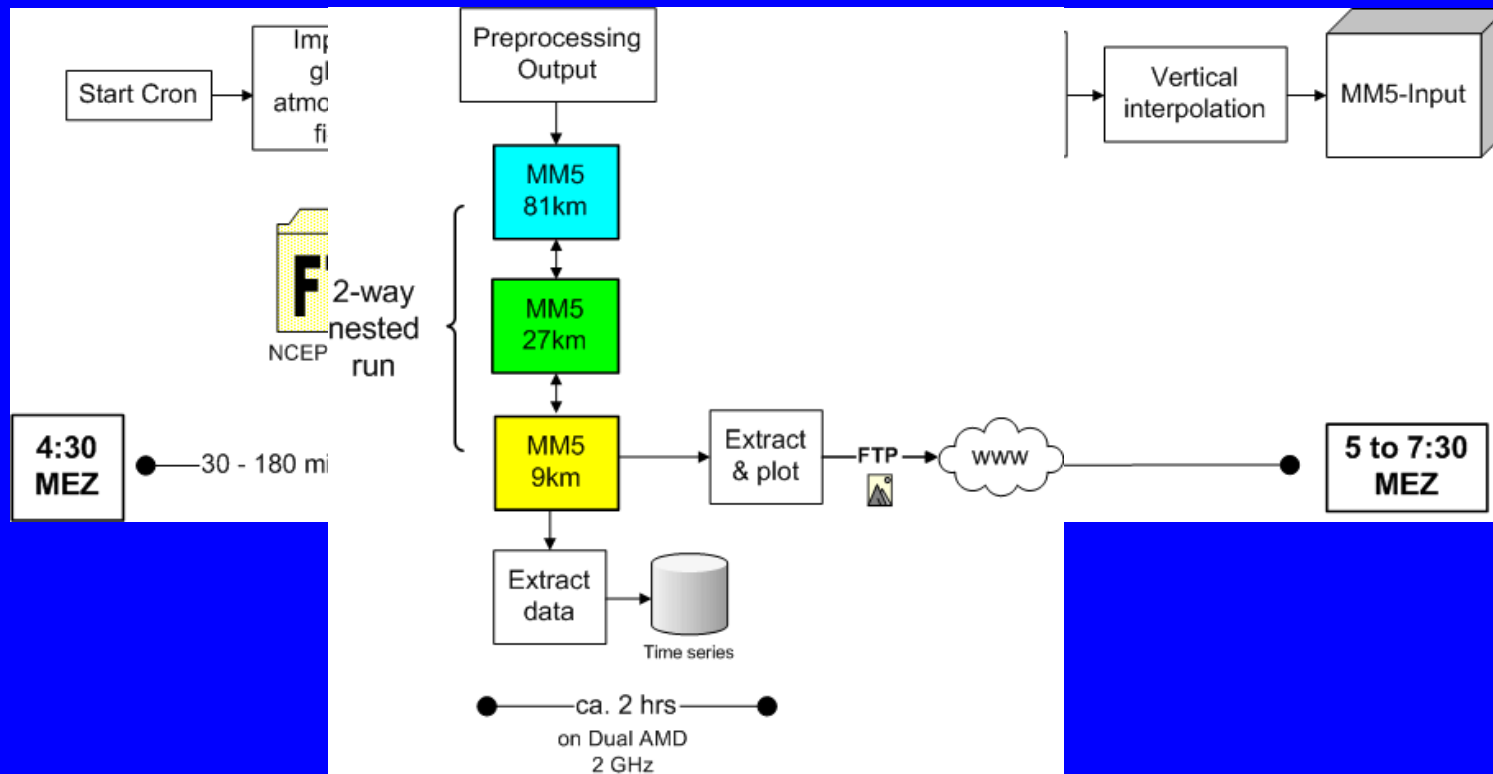 Start Cron
Preprocessing
Output
Vertical
interpolation
MM5-Input
MM5
81km
2-way
nested
run
MM5
27km
NCEP
4:30
MEZ
30 - 180
MM5
9km
Extract
& plot
FTP
www
5 to 7:30
MEZ
Extract
data
Time series
ca. 2 hrs
on Dual AMD
2 GHz